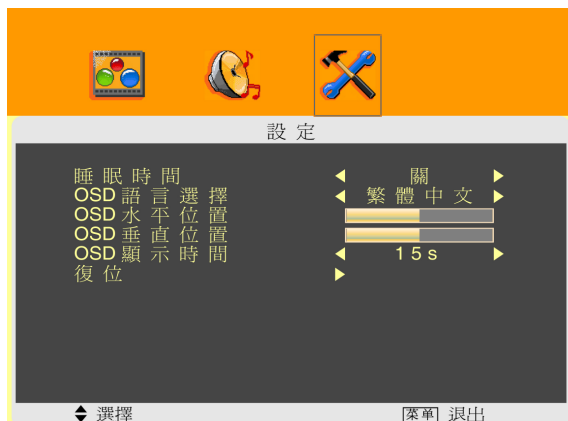 設定
睡眠時間 關
OSD語言選擇 繁體中文
OSD水平位置
OSD垂直位置
OSD顯示時間 15s
復位
選擇 菜单 退出